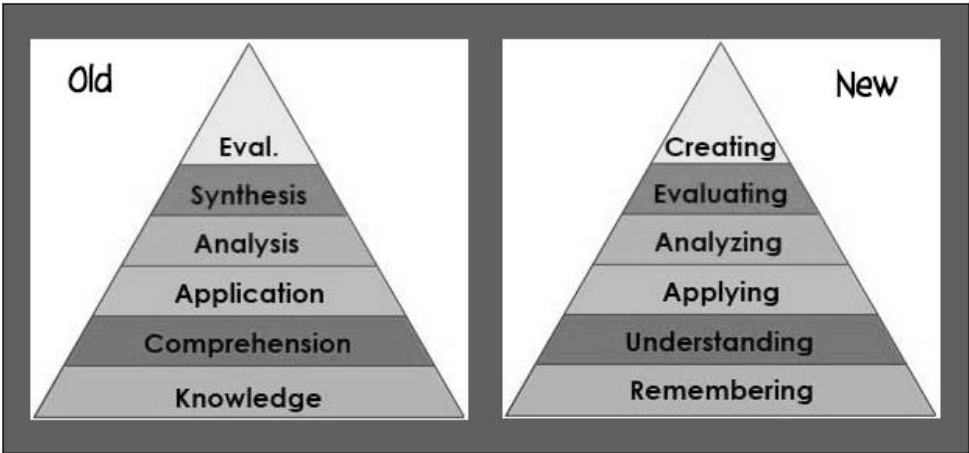 Old
Eval.
Synthesis
Analysis
Application
Comprehension
Knowledge
New
Creating
Evaluating
Analyzing
Applying
Understanding
Remembering